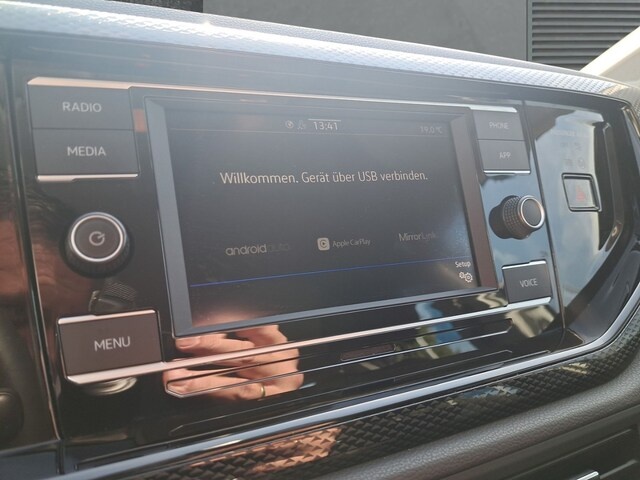 RADIO
MEDIA
MENU
13:41
Willkommen. Gerät über USB verbinden.
androidauto
Apple CarPlay
MirrorLink
Setup
PHONE
APP
VOICE